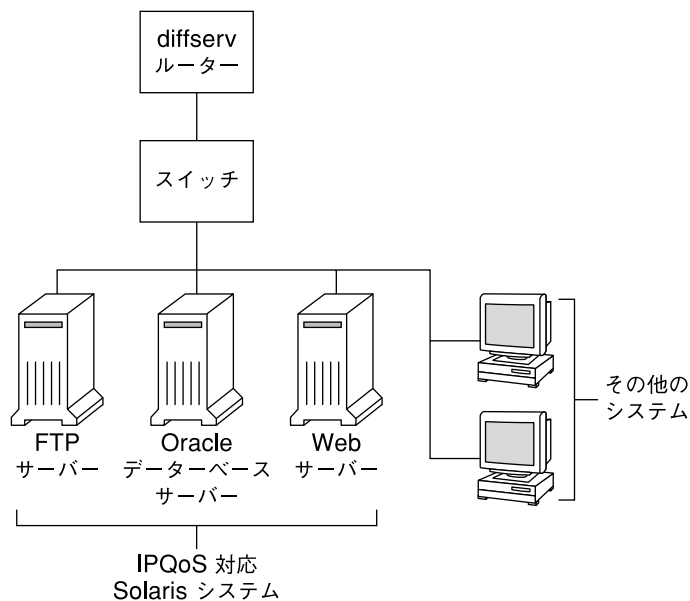 diffserv
ルーター
スイッチ
FTP
サーバー
Oracle
データーベース
サーバー
Web
サーバー
その他の
システム
IPQoS 対応
Solaris システム